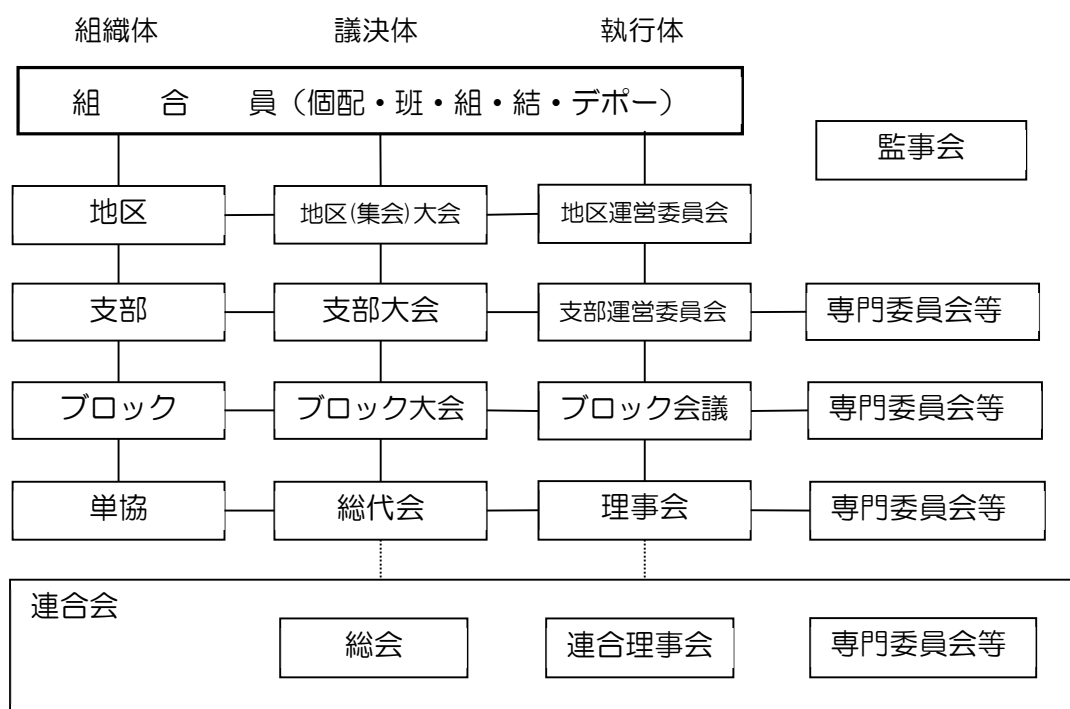 組織体 議決体 執行体
組 合 員（個配・班・組・結・デポー）
監事会
地区 地区(集会)大会 地区運営委員会
支部 支部大会 支部運営委員会 専門委員会等
ブロック ブロック大会 ブロック会議 専門委員会等
単協 総代会 理事会 専門委員会等
連合会
総会 連合理事会 専門委員会等